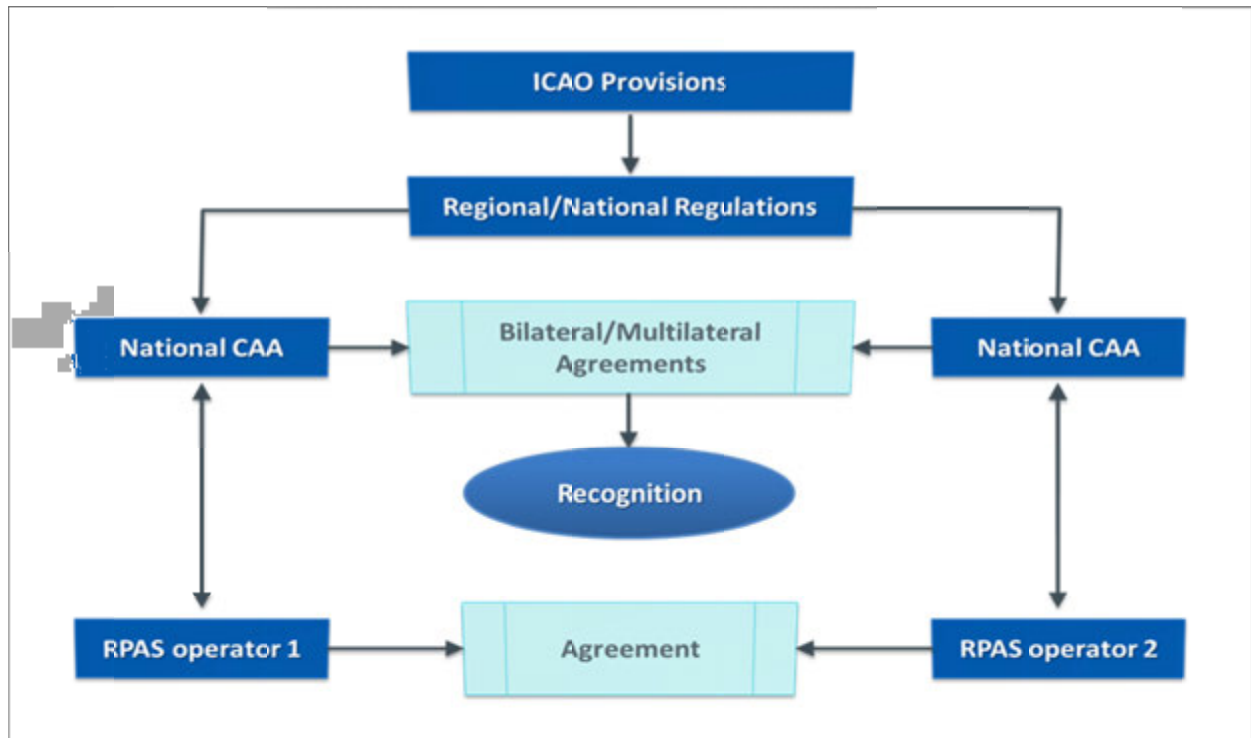 ICAO Provisions
Regional/National Regulations
National CAA
Bilateral/Multilateral
Agreements
National CAA
Recognition
RPAS operator 1
Agreement
RPAS operator 2